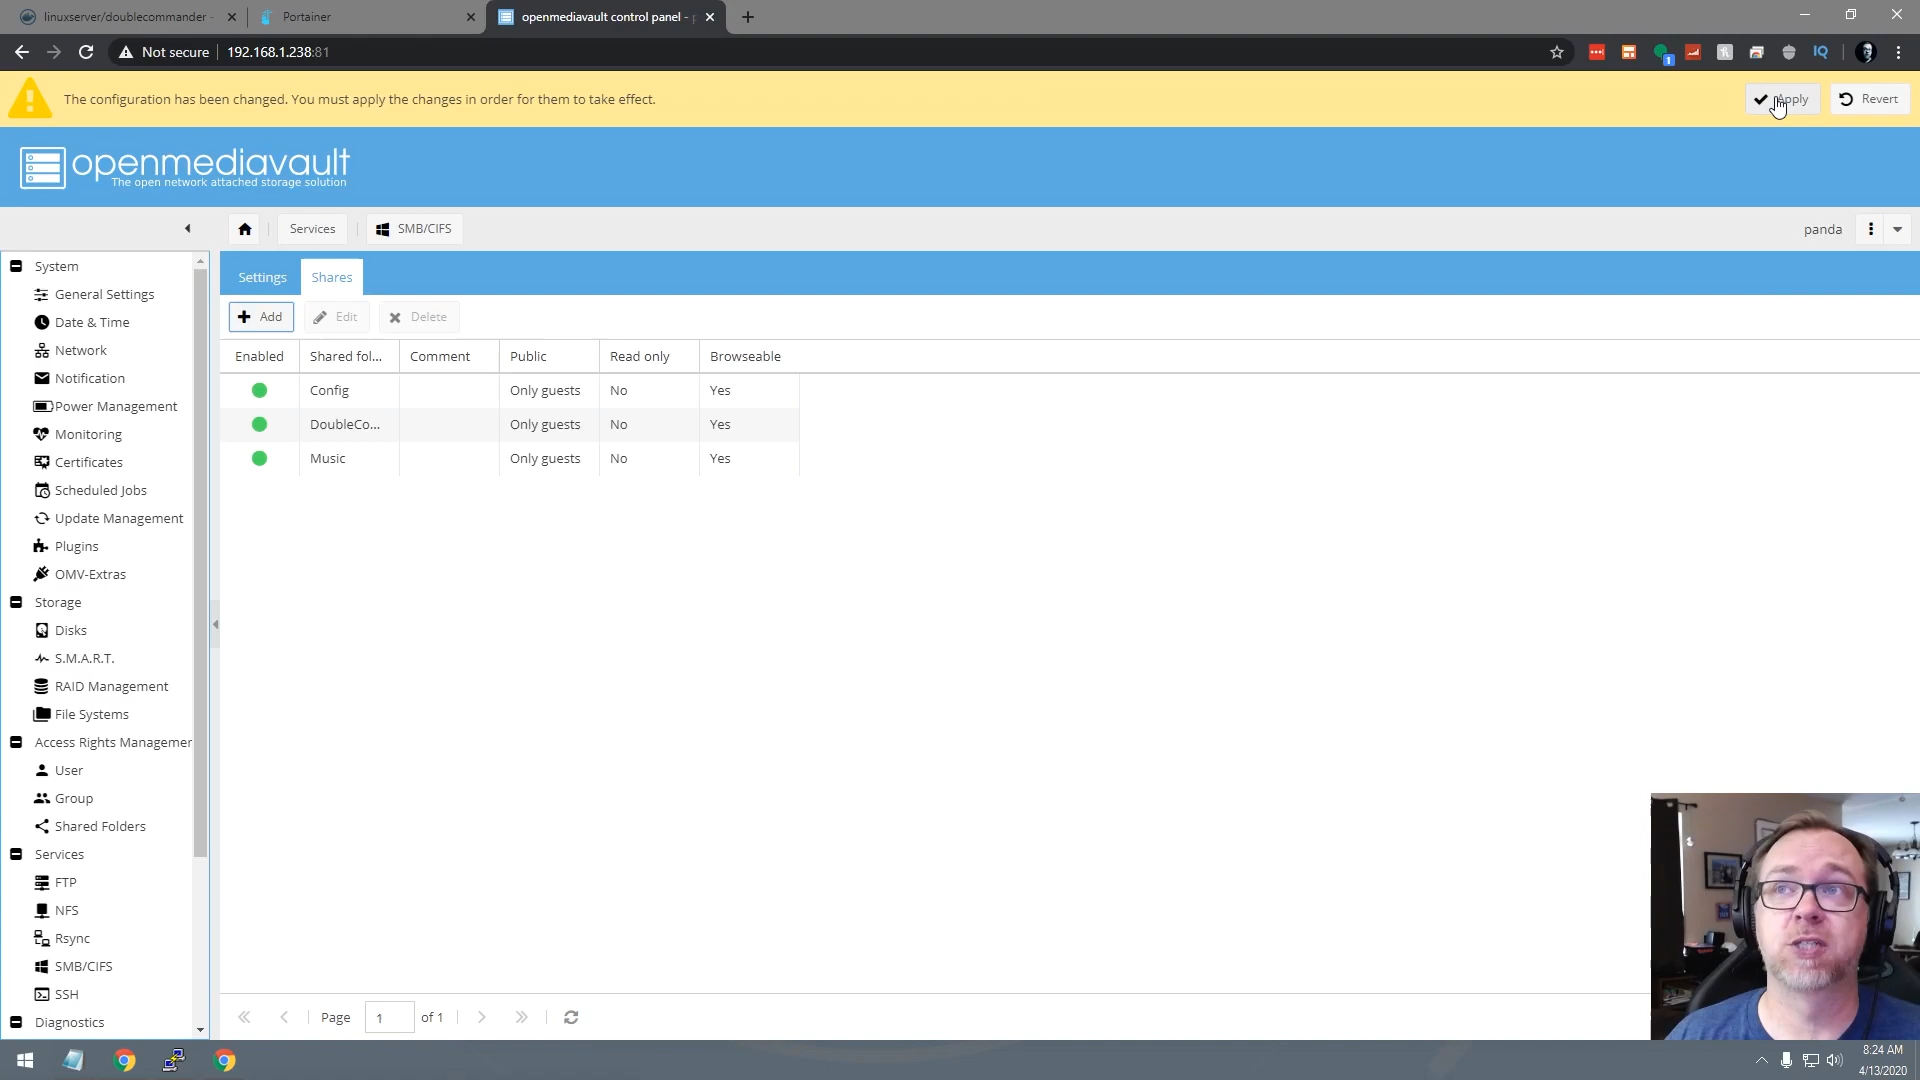 linuxserver/doublecommander -
Portainer
openmediavault control panel - p
Not secure
192.168.1.238:81
1
IQ
The configuration has been changed. You must apply the changes in order for them to take effect.
Apply
Revert
openmediavault
The open network attached storage solution
Services
SMB/CIFS
panda
System
General Settings
Date & Time
Network
Notification
Power Management
Monitoring
Certificates
Scheduled Jobs
Update Management
Plugins
OMV-Extras
Storage
Disks
S.M.A.R.T.
RAID Management
File Systems
Access Rights Managemer
User
Group
Shared Folders
Services
FTP
NFS
Rsync
SMB/CIFS
SSH
Diagnostics
Settings
Shares
Add
Edit
Delete
Enabled
Shared fol...
Comment
Public
Read only
Browseable
Config
Only guests
No
Yes
DoubleCo...
Only guests
No
Yes
Music
Only guests
No
Yes
Page
1
of 1
8:24 AM
4/13/2020